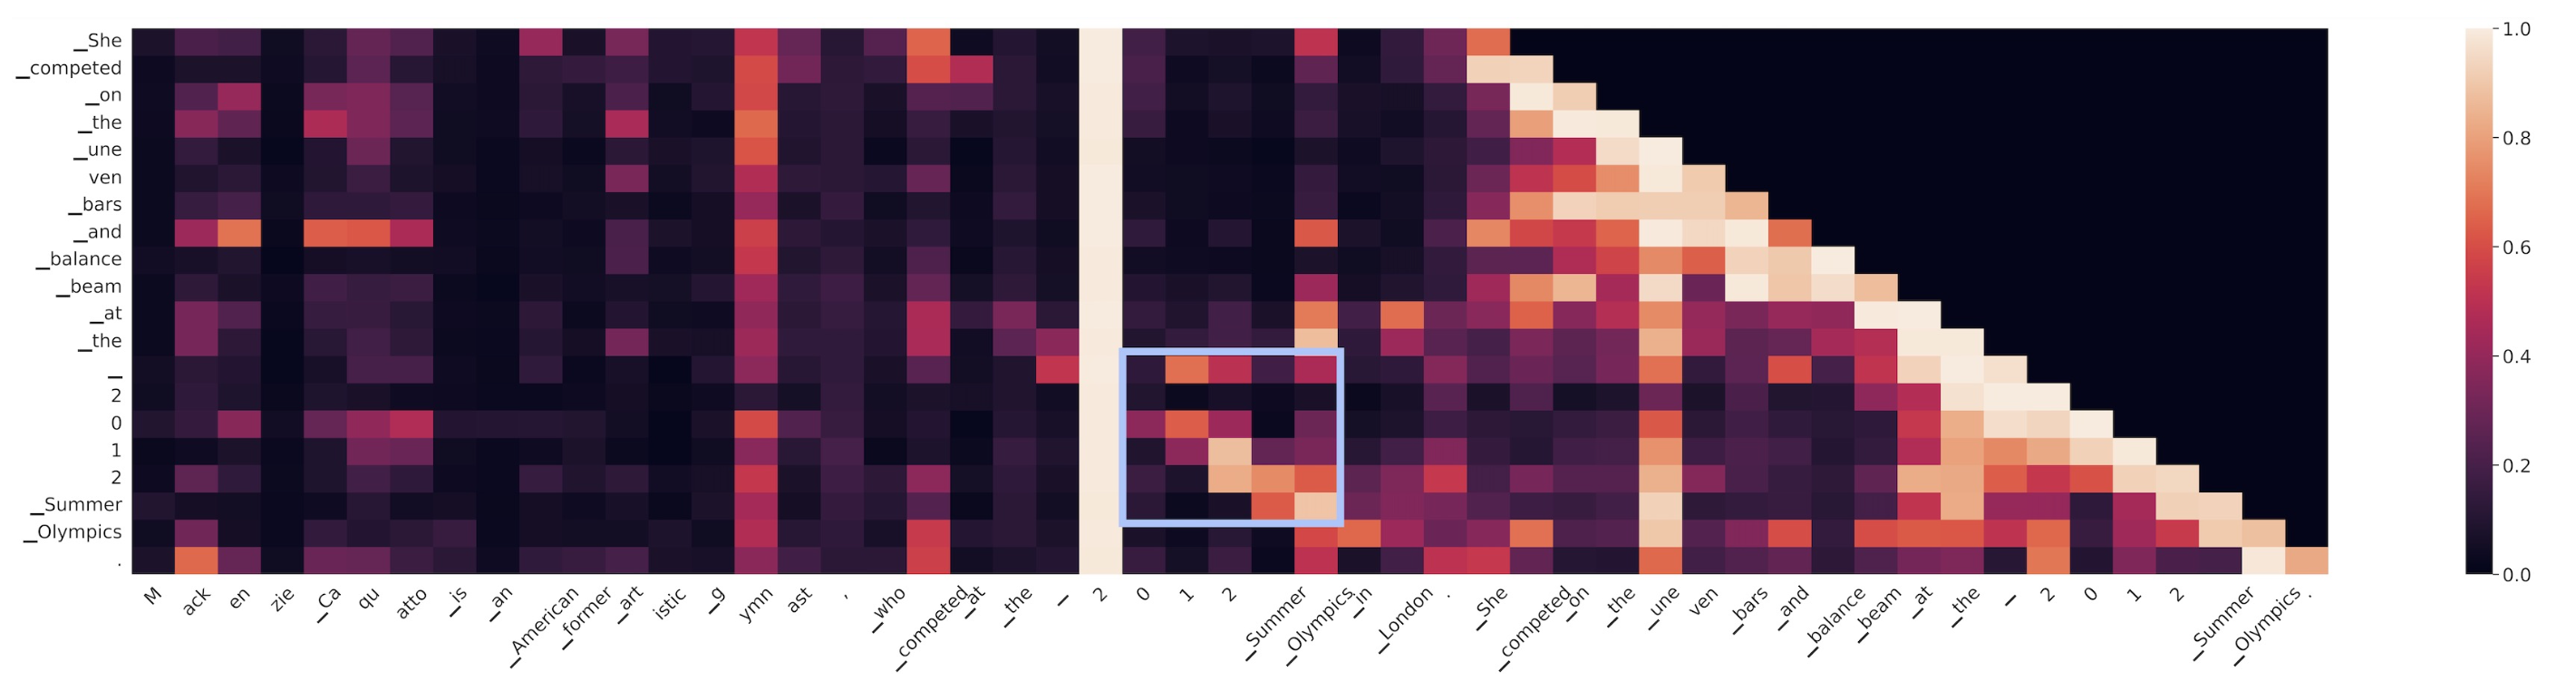 _She
_competed
_on
_the
_une
ven
_bars
_and
_balance
_beam
_at
_the
_
2
0
1
2
_Summer
_Olympics
.
1.0
0.8
0.6
0.4
0.2
0.0
M ack en zie _Ca qu atto _is _an _American _former _art istic _g ymn ast , _who _competed _at _the _ 2 0 1 2 _Summer _Olympics _in _London . _She _competed _on _the _une ven _bars _and _balance _beam _at _the _ 2 0 1 2 _Summer _Olympics .